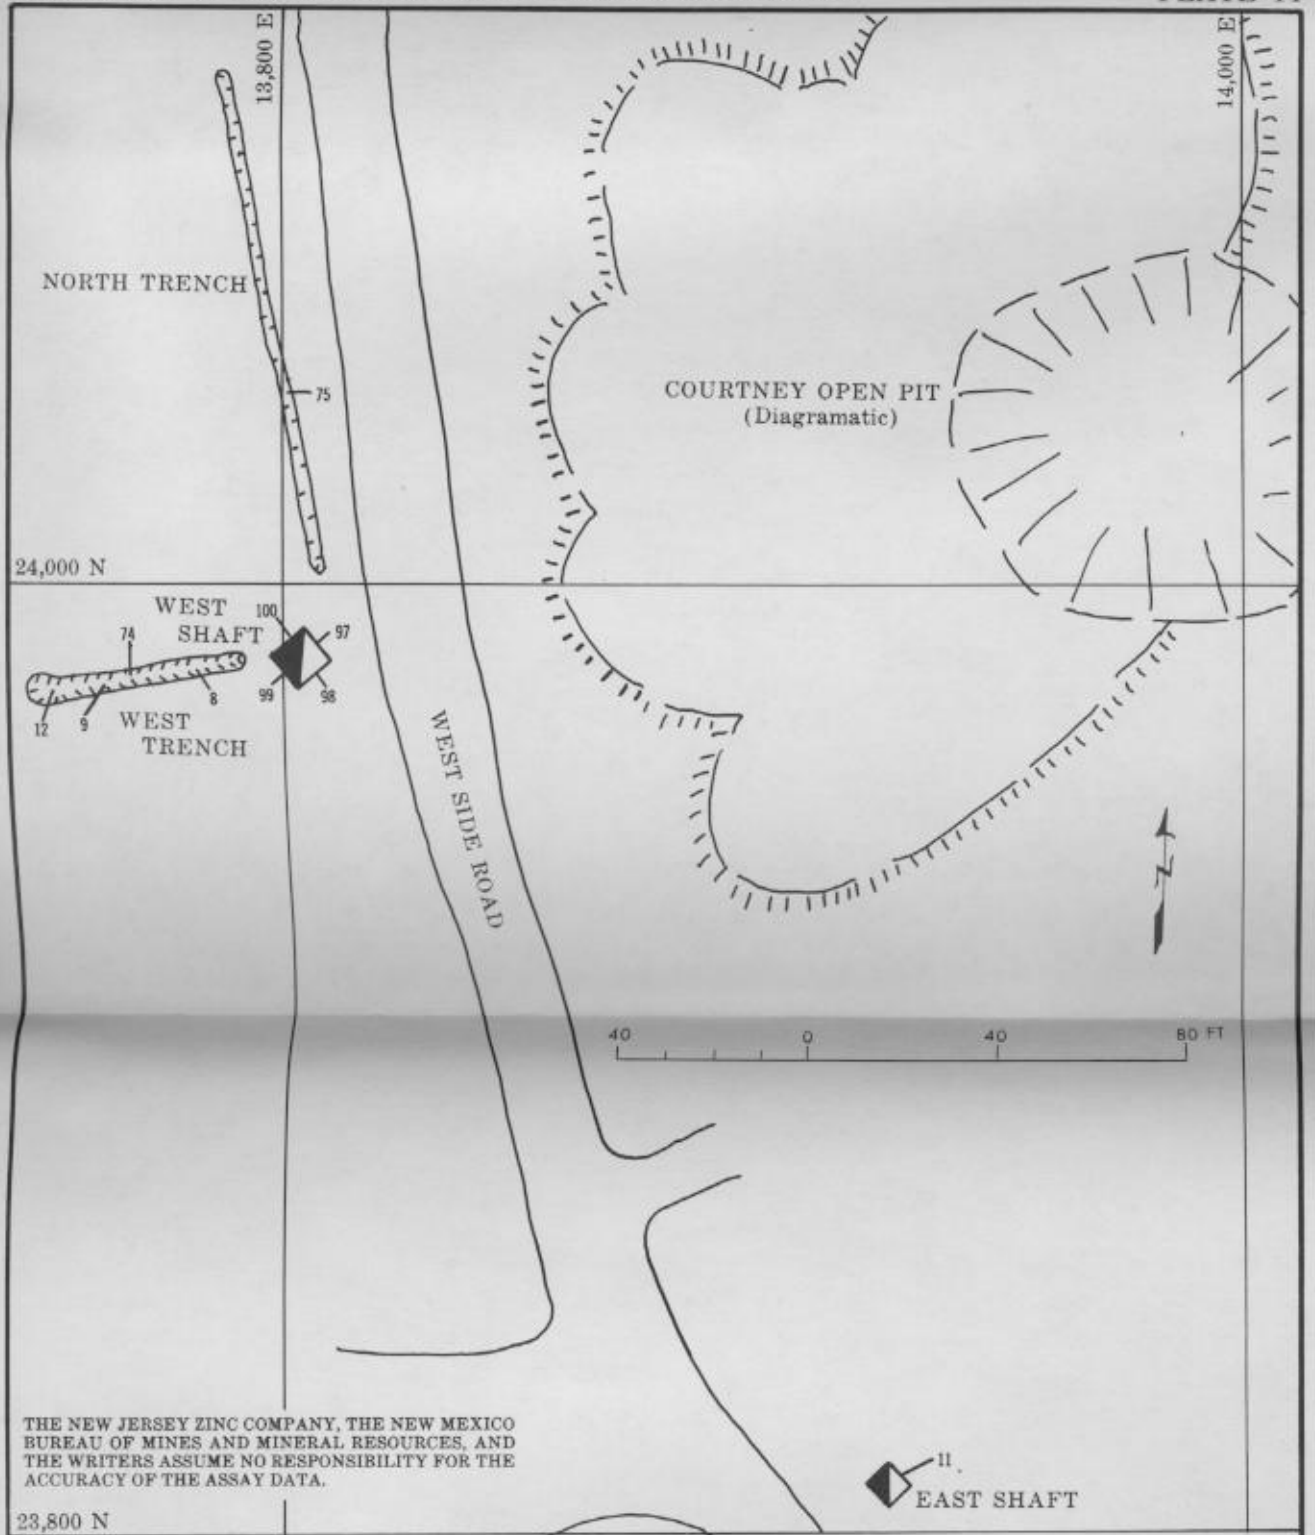 13,800 E
14,000 E
NORTH TRENCH
75
COURTNEY OPEN PIT
(Diagramatic)
24,000 N
WEST
SHAFT
100
97
74
99
98
8
12
9
WEST
TRENCH
WEST SIDE ROAD
N
40 0 40 80 FT
THE NEW JERSEY ZINC COMPANY, THE NEW MEXICO
BUREAU OF MINES AND MINERAL RESOURCES, AND
THE WRITERS ASSUME NO RESPONSIBILITY FOR THE
ACCURACY OF THE ASSAY DATA.
11
EAST SHAFT
23,800 N